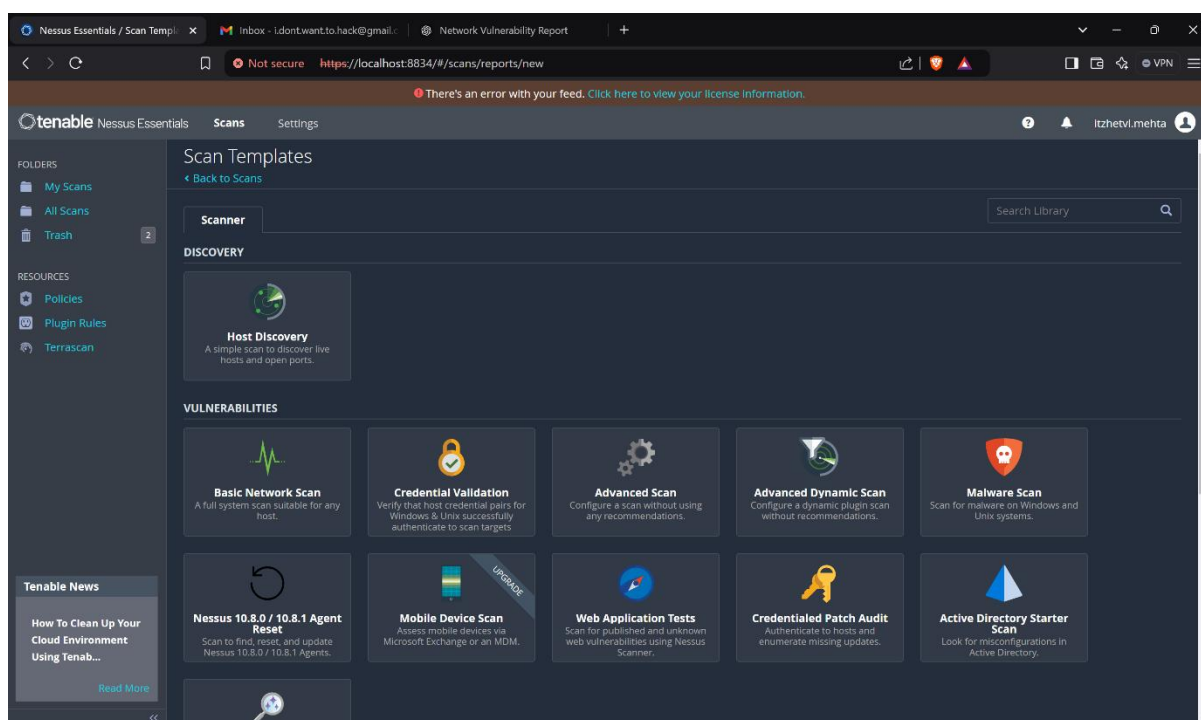 Nessus Essentials / Scan Templ
Inbox - i.dont.want.to.hack@gmail.c
Network Vulnerability Report
Not secure https://localhost:8834/#/scans/reports/new
VPN
There's an error with your feed. Click here to view your license information.
tenable Nessus Essentials
Scans
Settings
itzhetvi.mehta
FOLDERS
My Scans
All Scans
Trash
2
RESOURCES
Policies
Plugin Rules
Terrascan
Tenable News
How To Clean Up Your
Cloud Environment
Using Tenab...
Read More
Scan Templates
Back to Scans
Scanner
Search Library
DISCOVERY
Host Discovery
A simple scan to discover live
hosts and open ports.
VULNERABILITIES
Basic Network Scan
A full system scan suitable for any
host.
Credential Validation
Verify that host credential pairs for
Windows & Unix successfully
authenticate to scan targets
Advanced Scan
Configure a scan without using
any recommendations.
Advanced Dynamic Scan
Configure a dynamic plugin scan
without recommendations.
Malware Scan
Scan for malware on Windows and
Unix systems.
Nessus 10.8.0 / 10.8.1 Agent
Reset
Scan to find, reset, and update
Nessus 10.8.0 / 10.8.1 Agents.
UPGRADE
Mobile Device Scan
Assess mobile devices via
Microsoft Exchange or an MDM.
Web Application Tests
Scan for published and unknown
web vulnerabilities using Nessus
Scanner.
Credentialed Patch Audit
Authenticate to hosts and
enumerate missing updates.
Active Directory Starter
Scan
Look for misconfigurations in
Active Directory.